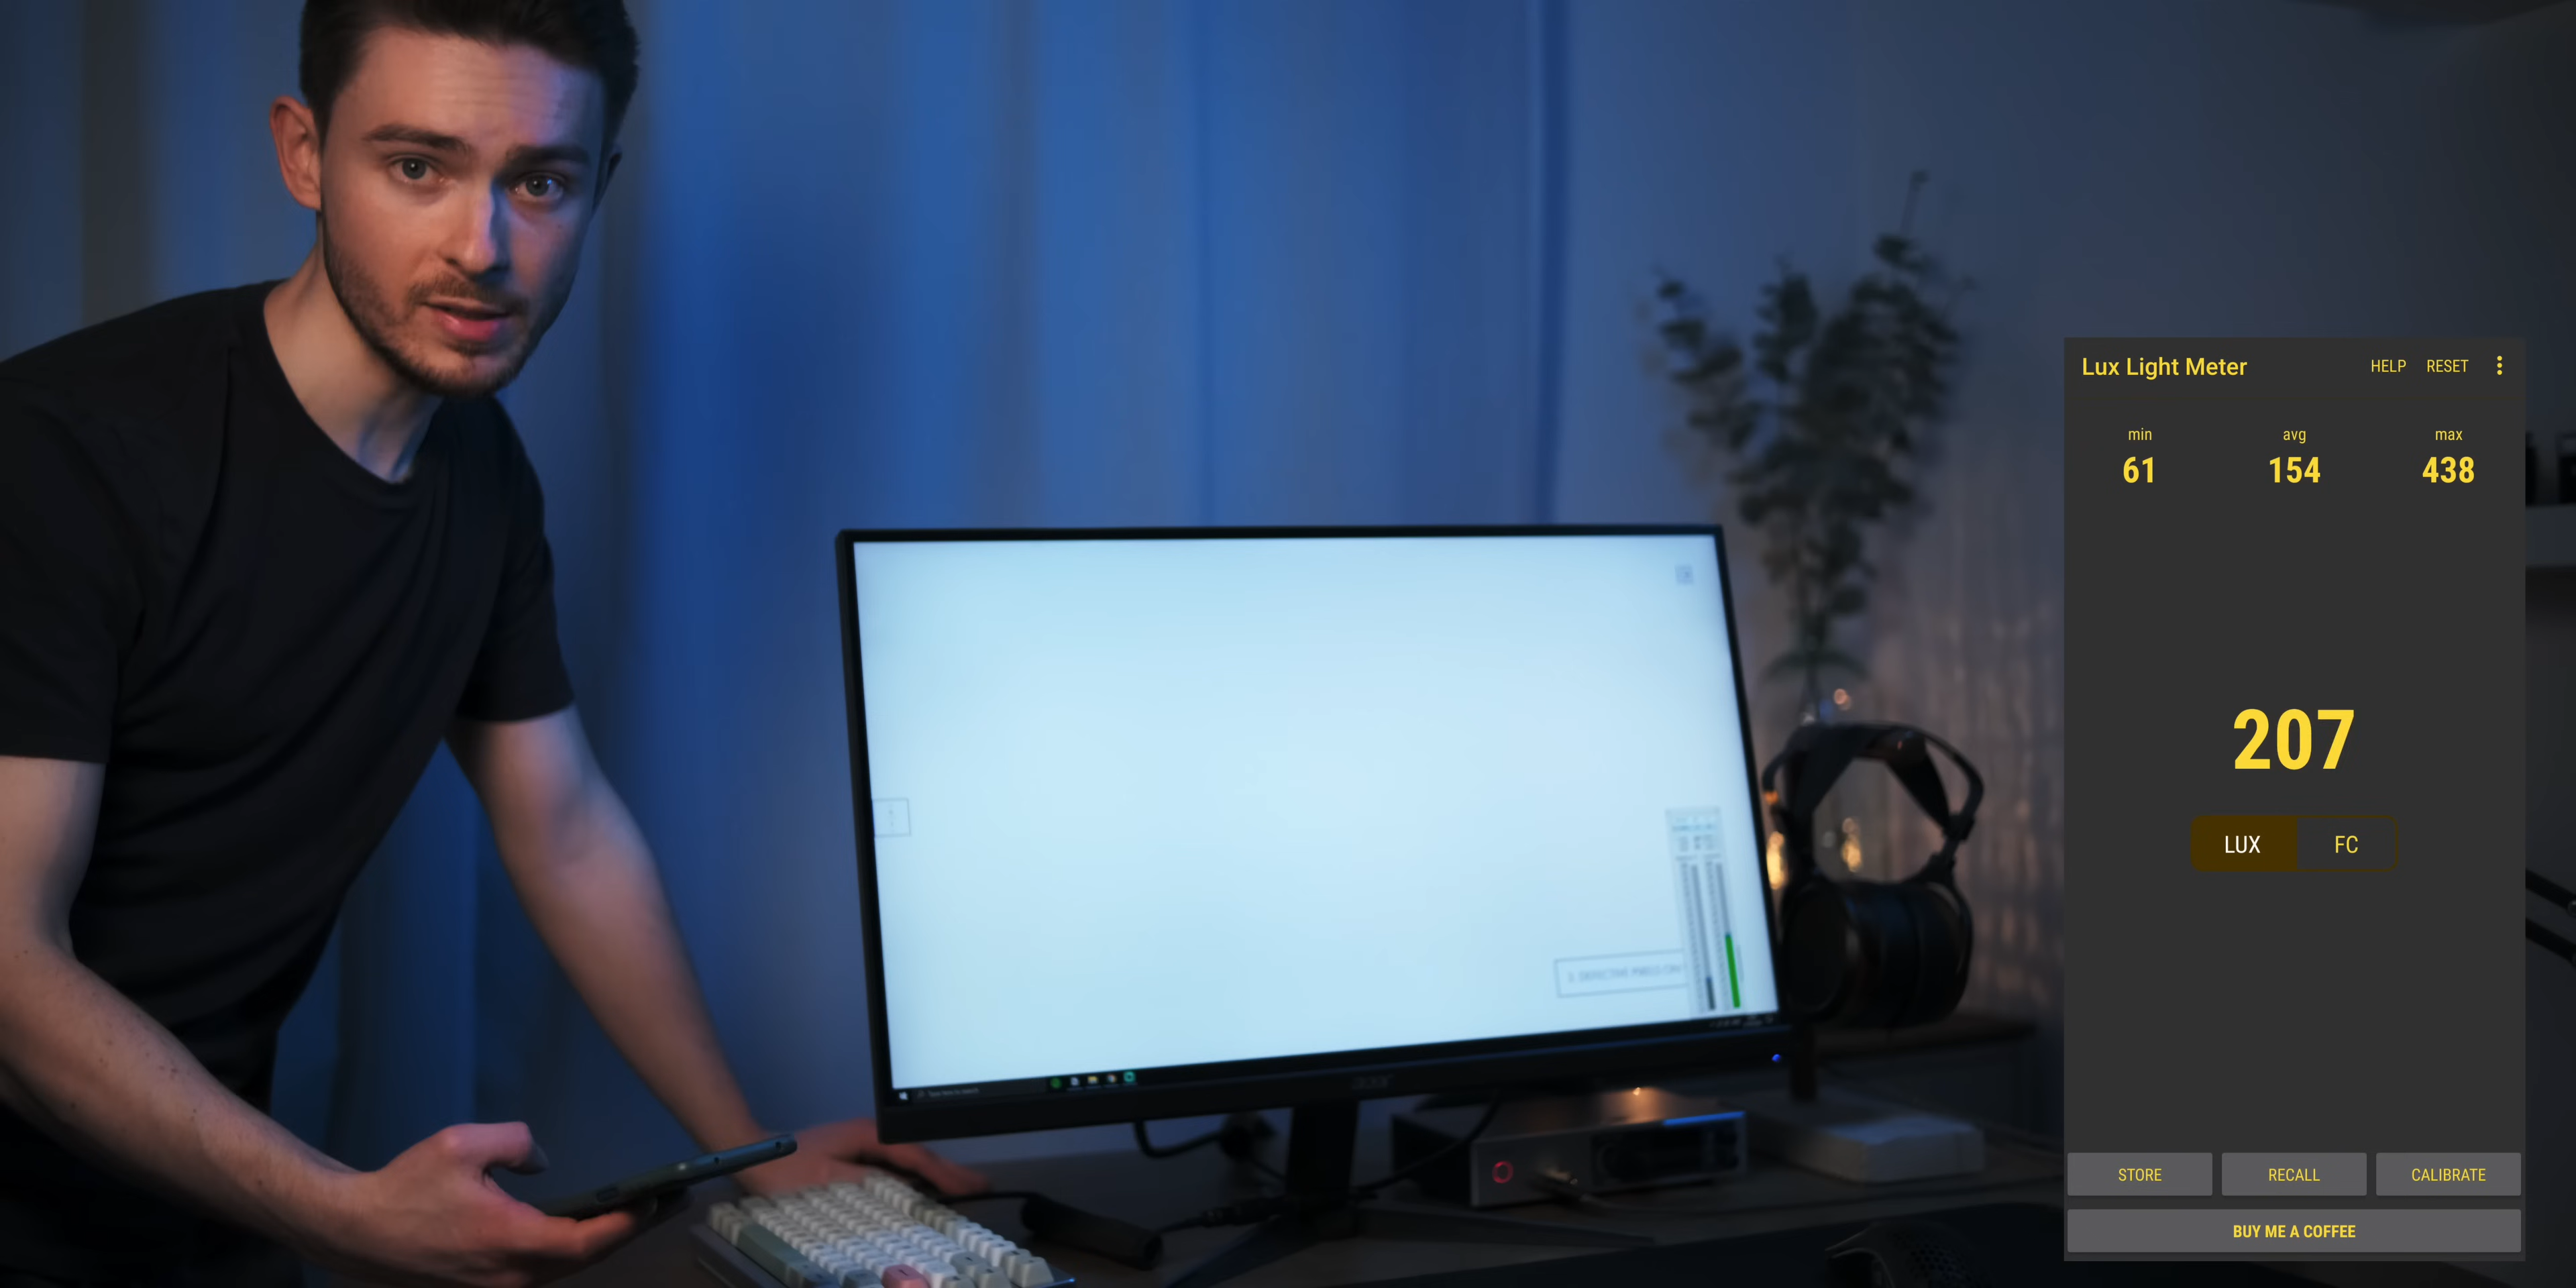 Lux Light Meter HELP RESET
min avg max
61 154 438
207
LUX FC
STORE RECALL CALIBRATE
BUY ME A COFFEE
acer